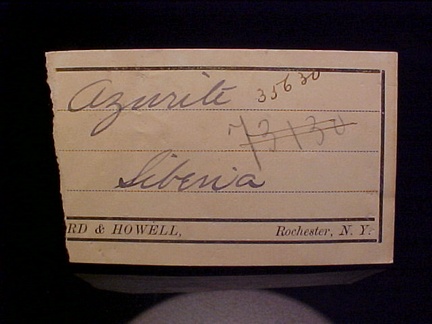 Azurite 35630
73130
Siberia
RD & HOWELL, Rochester, N. Y.